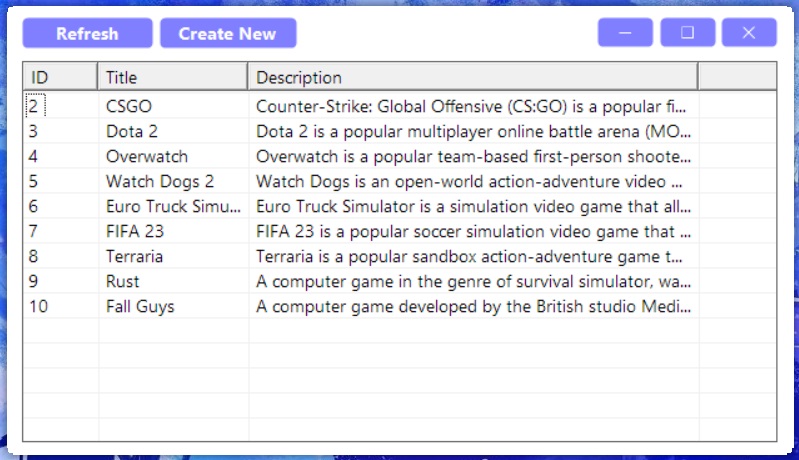 Refresh Create New
ID Title Description
2 CSGO Counter-Strike: Global Offensive (CS:GO) is a popular fi...
3 Dota 2 Dota 2 is a popular multiplayer online battle arena (MO...
4 Overwatch Overwatch is a popular team-based first-person shoote...
5 Watch Dogs 2 Watch Dogs is an open-world action-adventure video ...
6 Euro Truck Simu... Euro Truck Simulator is a simulation video game that all...
7 FIFA 23 FIFA 23 is a popular soccer simulation video game that ...
8 Terraria Terraria is a popular sandbox action-adventure game t...
9 Rust A computer game in the genre of survival simulator, wa...
10 Fall Guys A computer game developed by the British studio Medi...